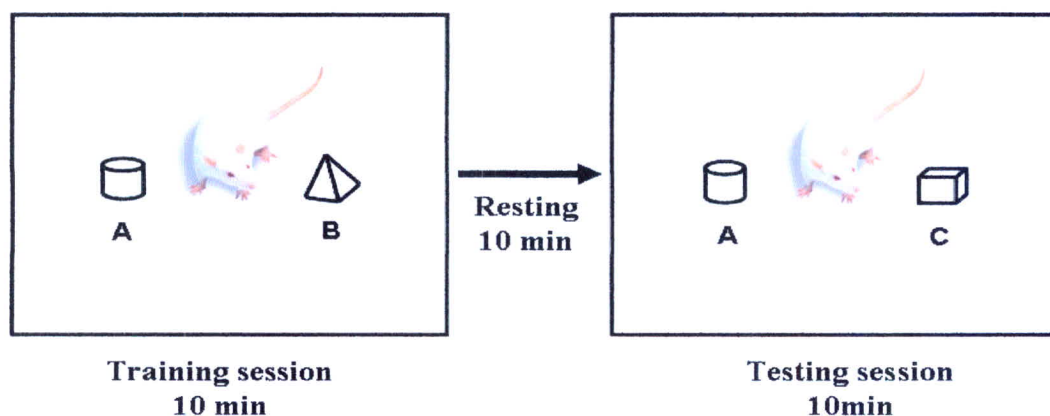 A
B
Resting
10 min
A
C
Training session
10 min
Testing session
10min